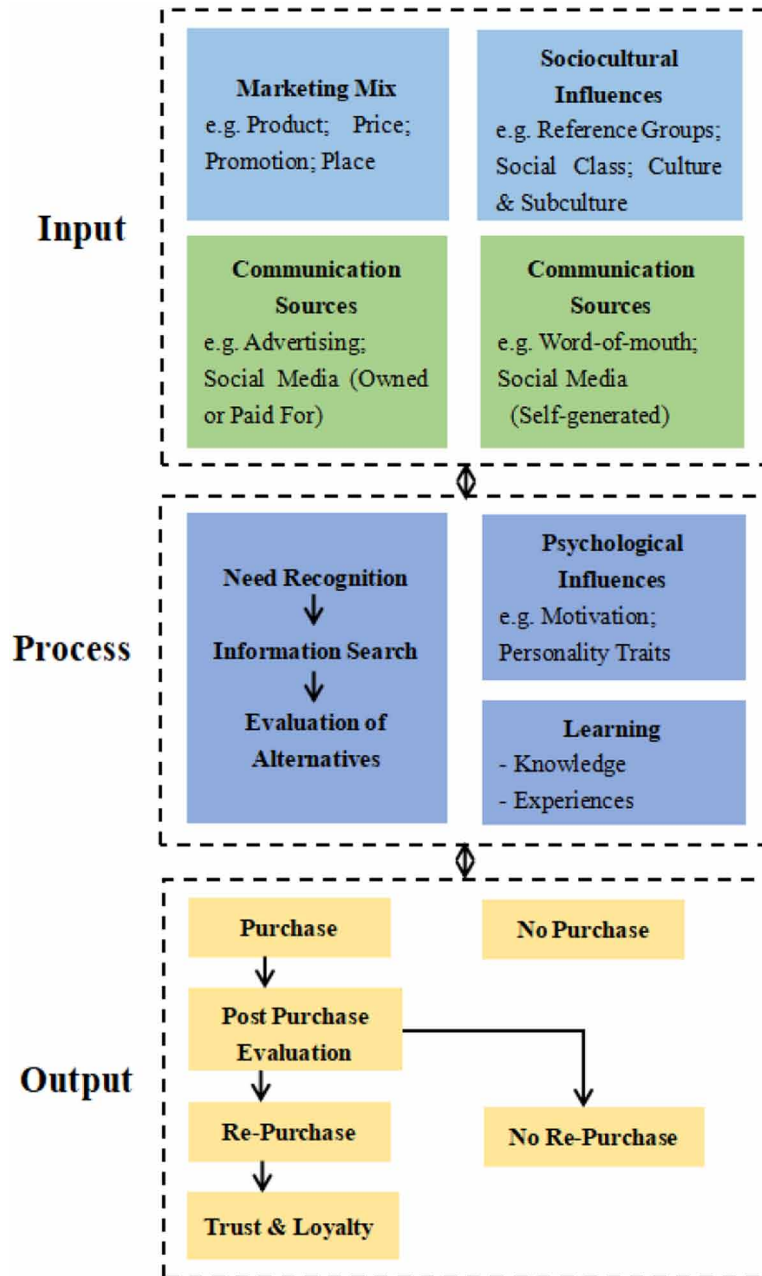 Input
Marketing Mix
e.g. Product; Price;
Promotion; Place
Sociocultural
Influences
e.g. Reference Groups;
Social Class; Culture
& Subculture
Communication
Sources
e.g. Advertising;
Social Media (Owned
or Paid For)
Communication
Sources
e.g. Word-of-mouth;
Social Media
(Self-generated)
Process
Need Recognition
Information Search
Evaluation of
Alternatives
Psychological
Influences
e.g. Motivation;
Personality Traits
Learning
- Knowledge
- Experiences
Output
Purchase
No Purchase
Post Purchase
Evaluation
Re-Purchase
No Re-Purchase
Trust & Loyalty